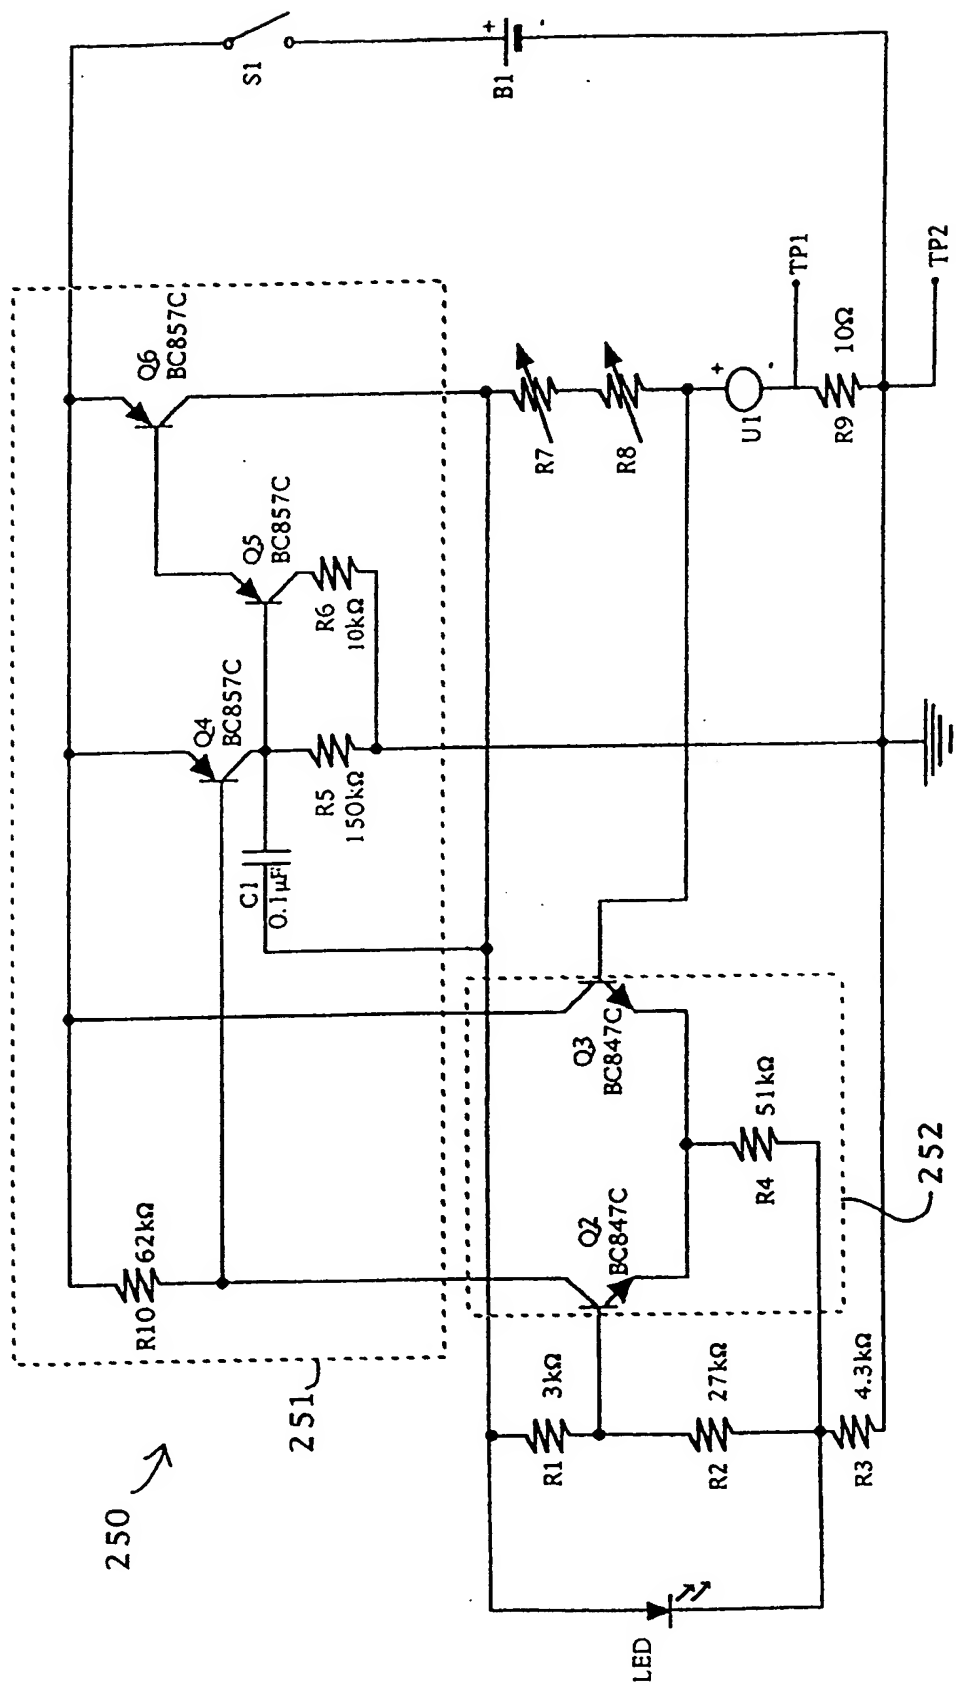 S1
+
B1
Q6
BC857C
Q5
BC857C
Q4
BC857C
R6
10kΩ
R5
150kΩ
C1
0.1μF
R10
62kΩ
251
250
R7
R8
+
U1
TP1
R9
10Ω
TP2
Q3
BC847C
Q2
BC847C
R4
51kΩ
252
R1
3kΩ
R2
27kΩ
R3
4.3kΩ
LED